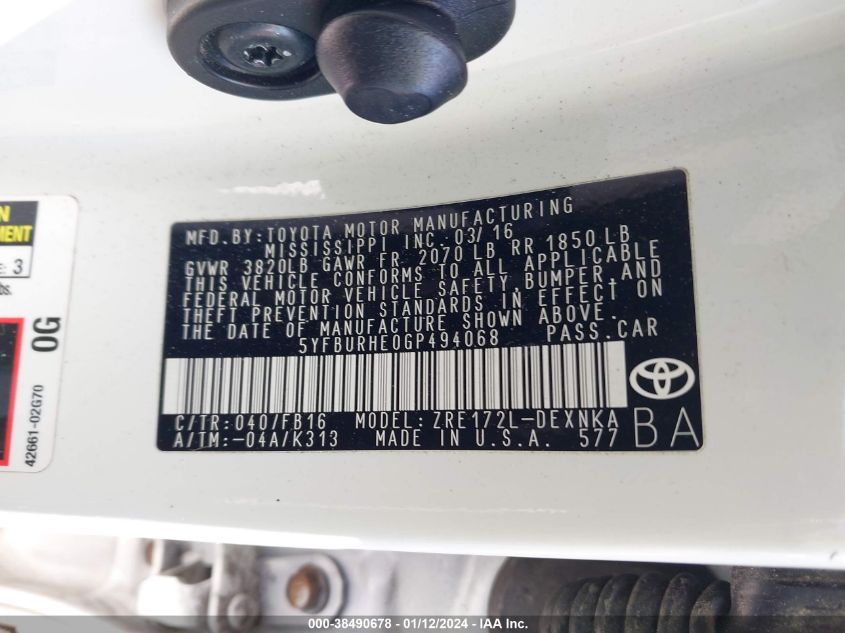 MFD. BY: TOYOTA MOTOR MANUFACTURING
MISSISSIPPI INC. 03/16
GVWR 3820LB GAWR FR 2070 LB RR 1850 LB
THIS VEHICLE CONFORMS TO ALL APPLICABLE
FEDERAL MOTOR VEHICLE SAFETY, BUMPER, AND
THEFT PREVENTION STANDARDS IN EFFECT ON
THE DATE OF MANUFACTURE SHOWN ABOVE.
5YFBURHE0GP494068 PASS. CAR
C/TR: 040/FB16 MODEL: ZRE172L-DEXNKA
A/TM: -04A/K313 MADE IN U.S.A. 577
BA
: 3
0G
42661-02G70
000-38490678 - 01/12/2024 - IAAI Inc.